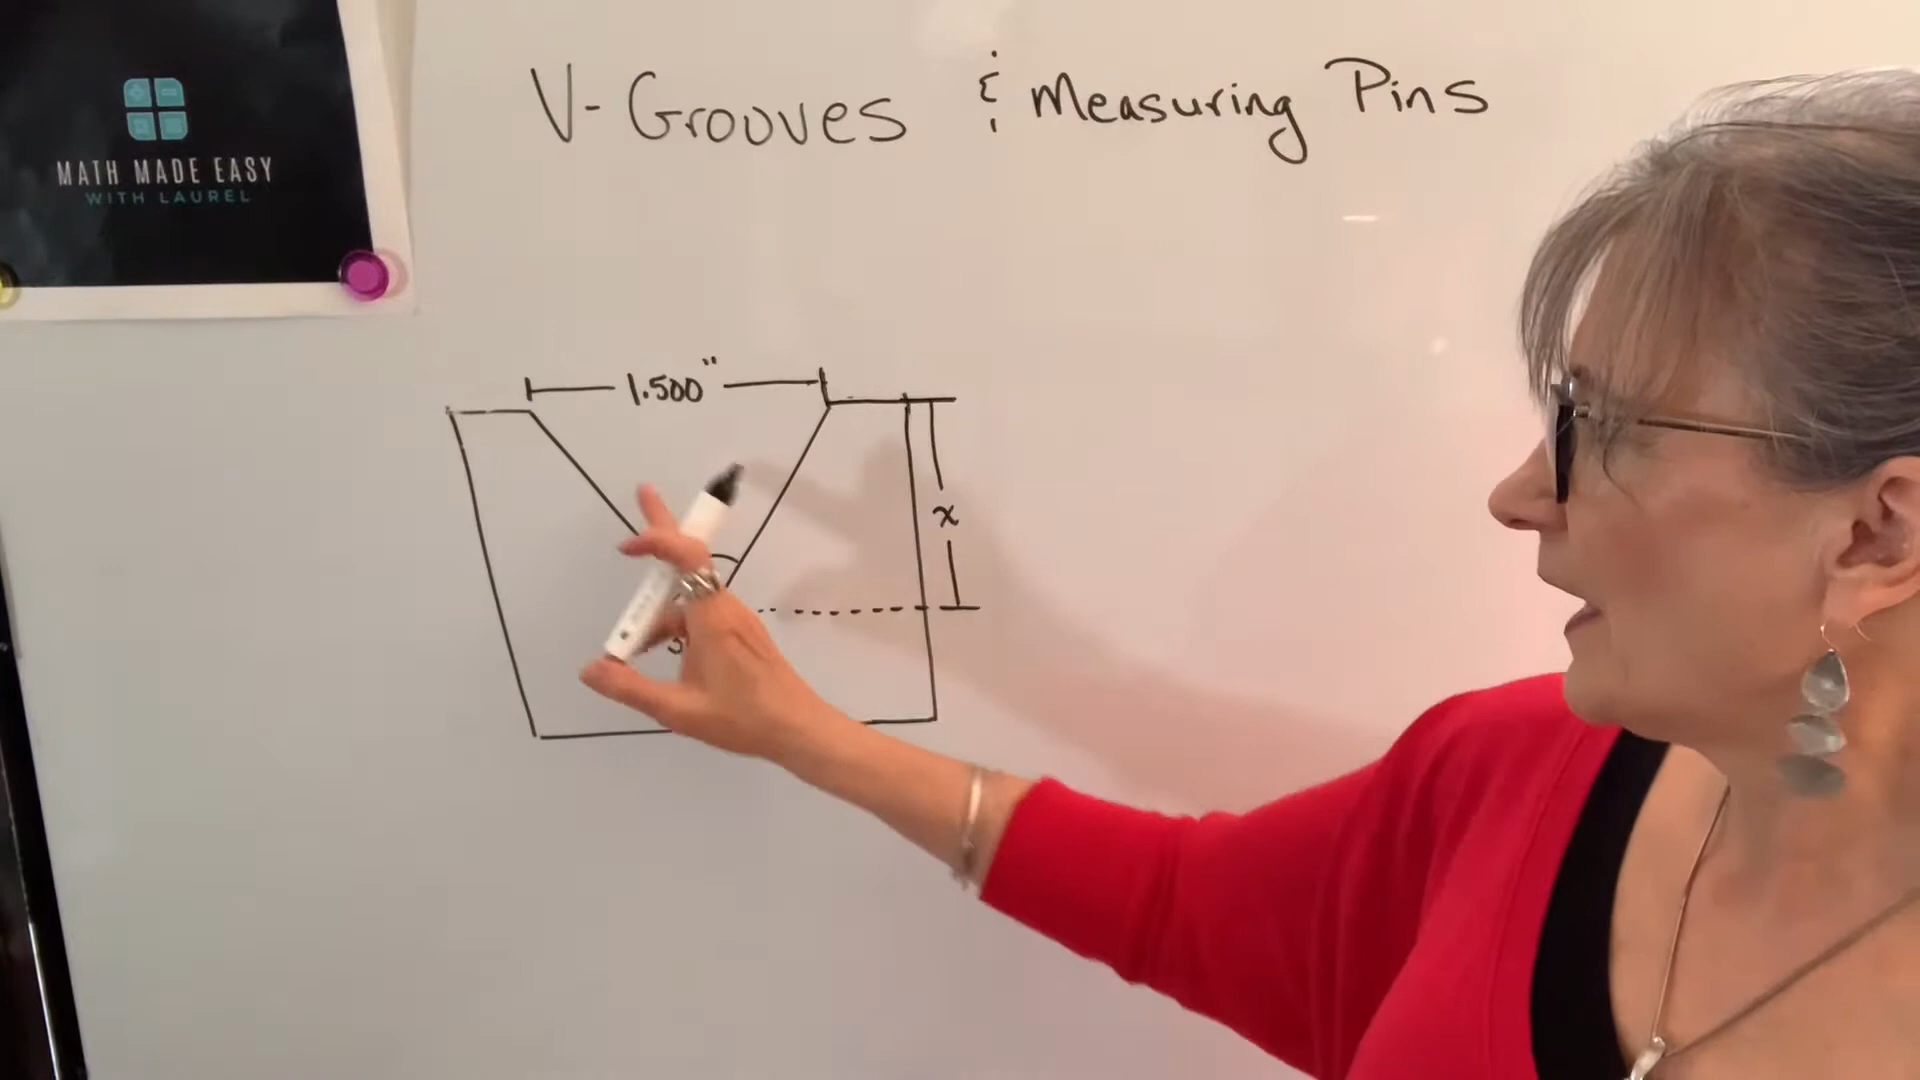 MATH MADE EASY
WITH LAUREL
V-Grooves & Measuring Pins
1.500"
x